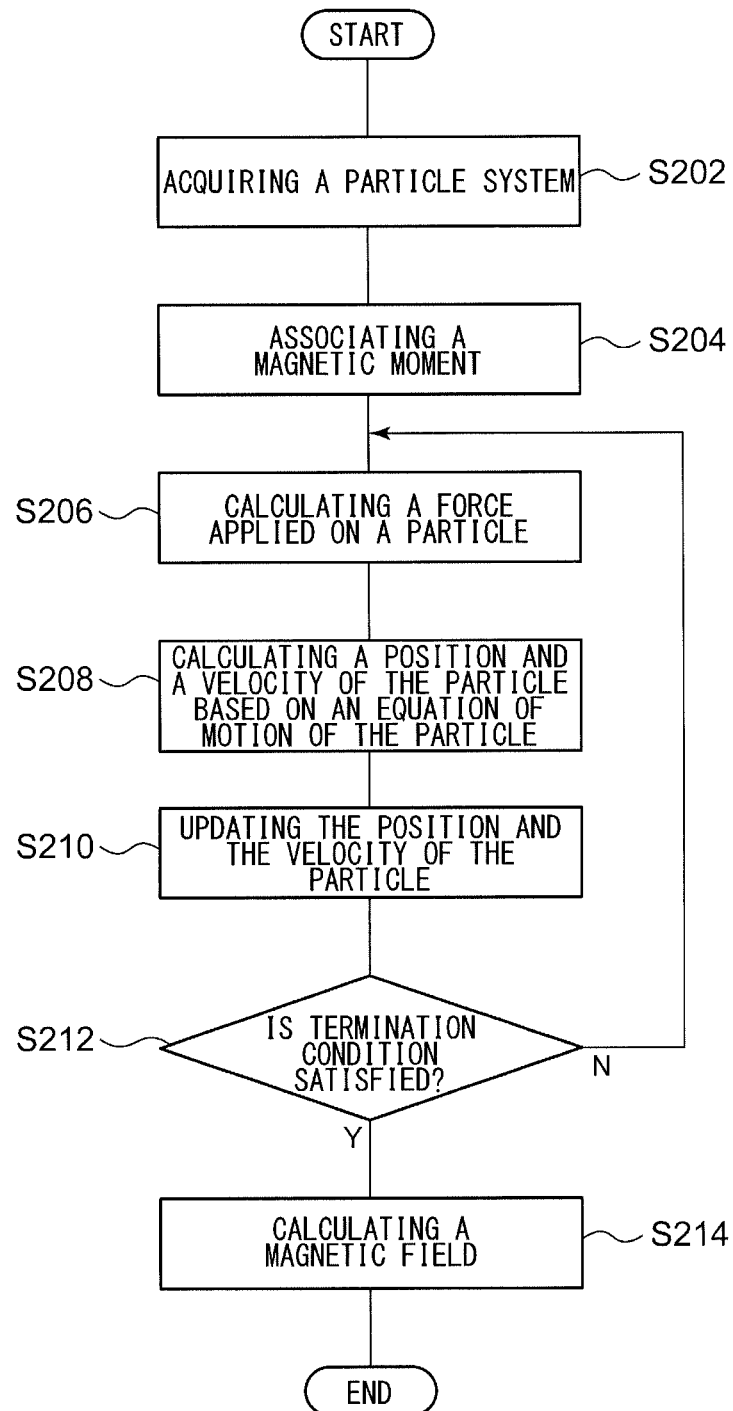 START
ACQUIRING A PARTICLE SYSTEM
S202
ASSOCIATING A
MAGNETIC MOMENT
S204
S206
CALCULATING A FORCE
APPLIED ON A PARTICLE
S208
CALCULATING A POSITION AND
A VELOCITY OF THE PARTICLE
BASED ON AN EQUATION OF
MOTION OF THE PARTICLE
S210
UPDATING THE POSITION AND
THE VELOCITY OF THE
PARTICLE
S212
IS TERMINATION
CONDITION
SATISFIED?
N
Y
CALCULATING A
MAGNETIC FIELD
S214
END